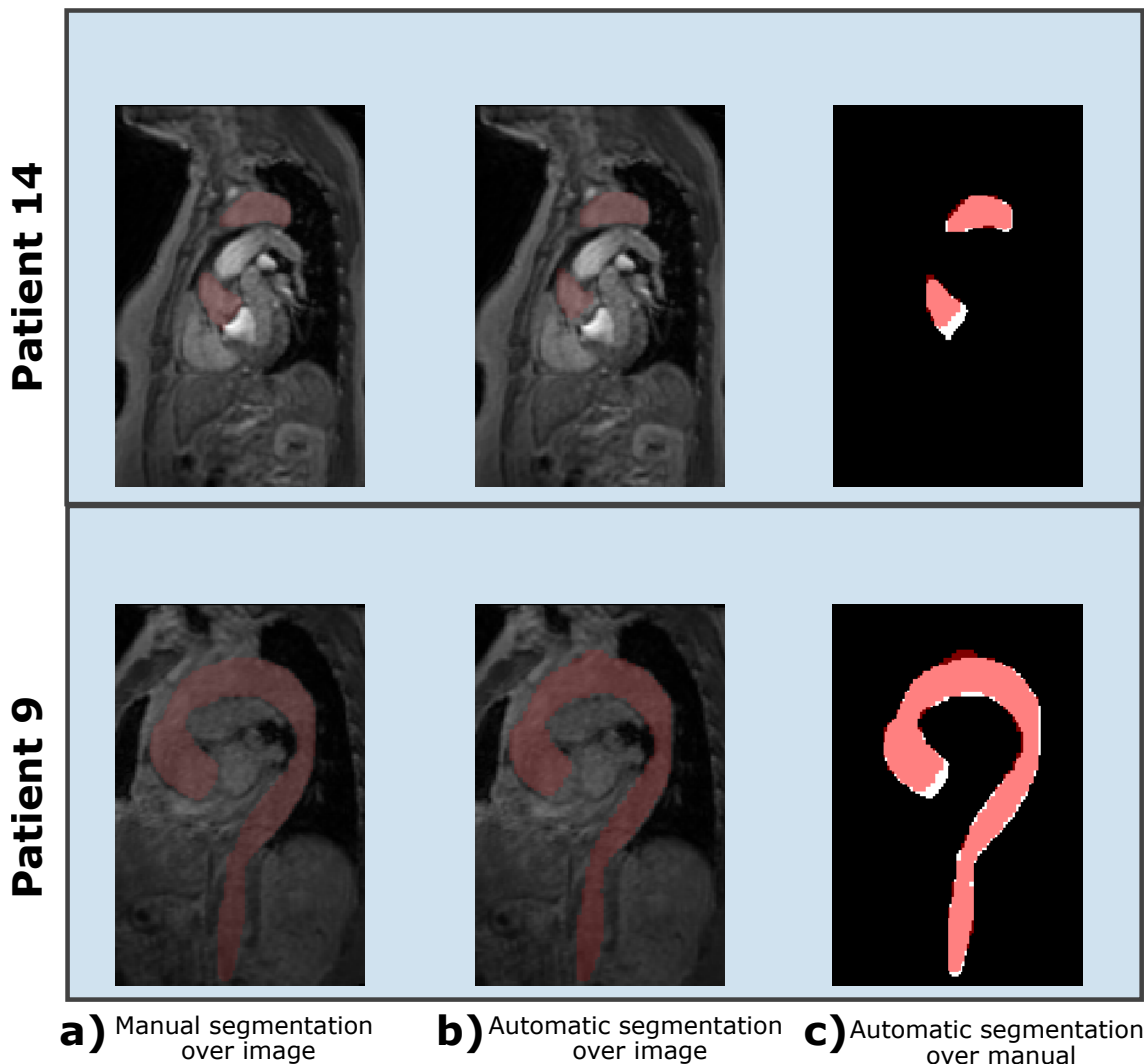 Patient 14
Patient 9
a) Manual segmentation
over image
b) Automatic segmentation
over image
c) Automatic segmentation
over manual